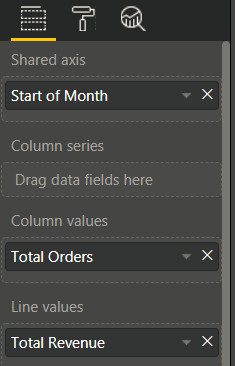 Shared axis
Start of Month
Column series
Drag data fields here
Column values
Total Orders
Line values
Total Revenue